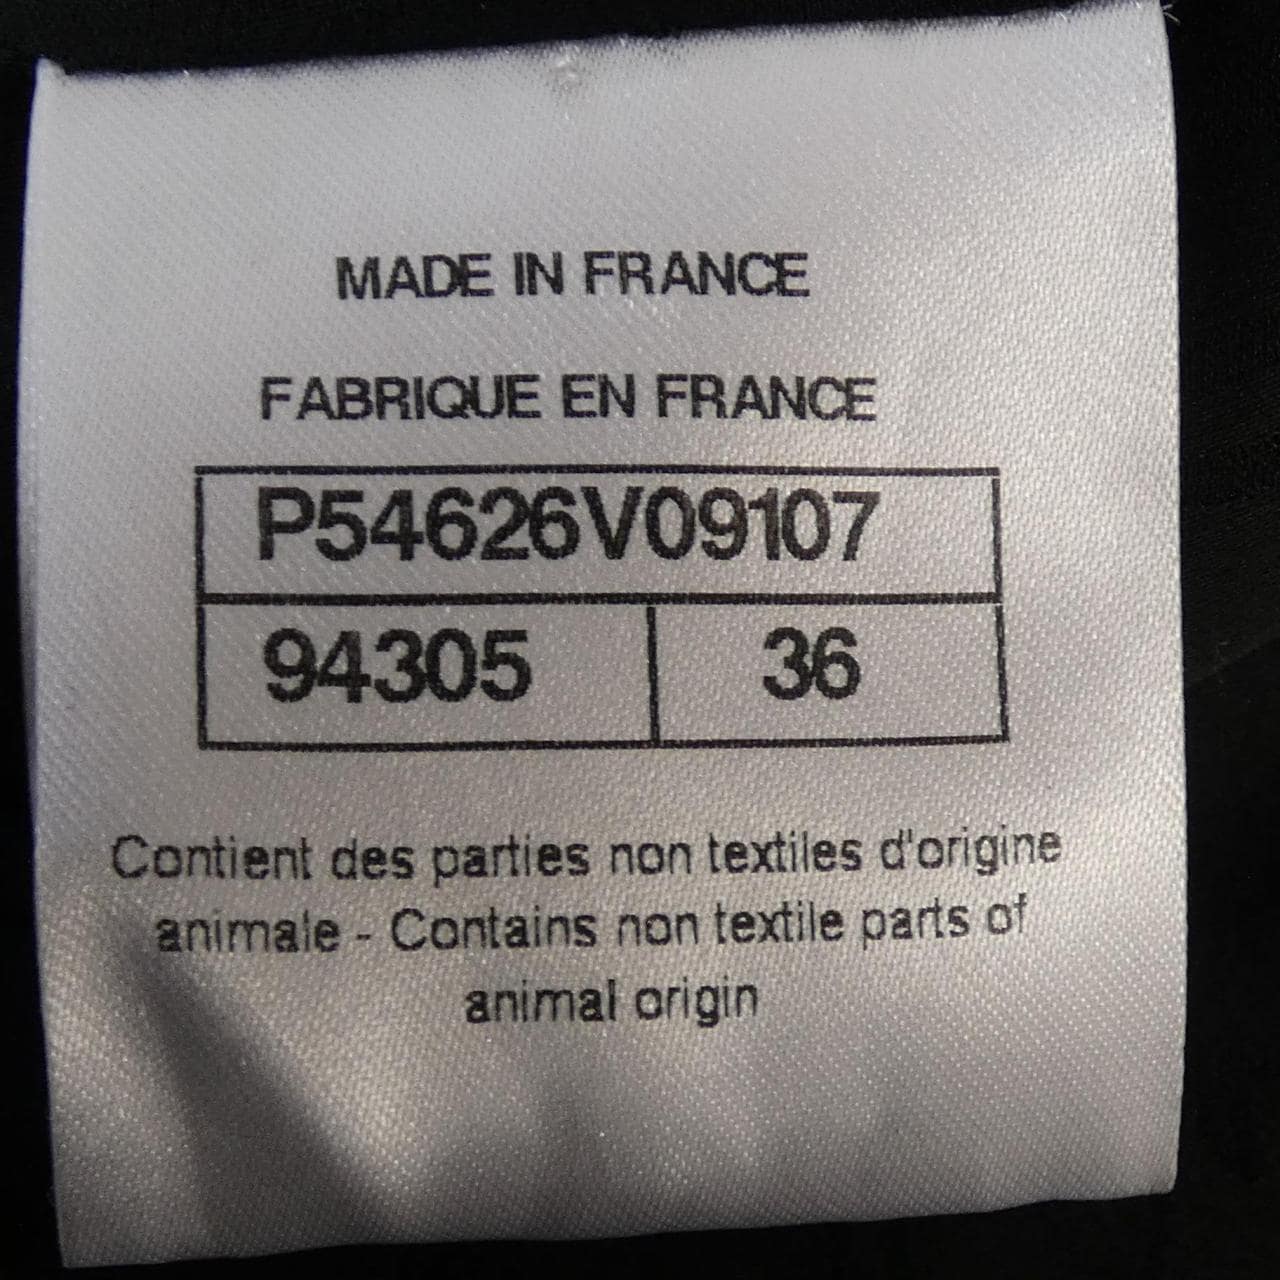 MADE IN FRANCE
FABRIQUE EN FRANCE
P54626V09107
94305 36
Contient des parties non textiles d'origine
animale - Contains non textile parts of
animal origin